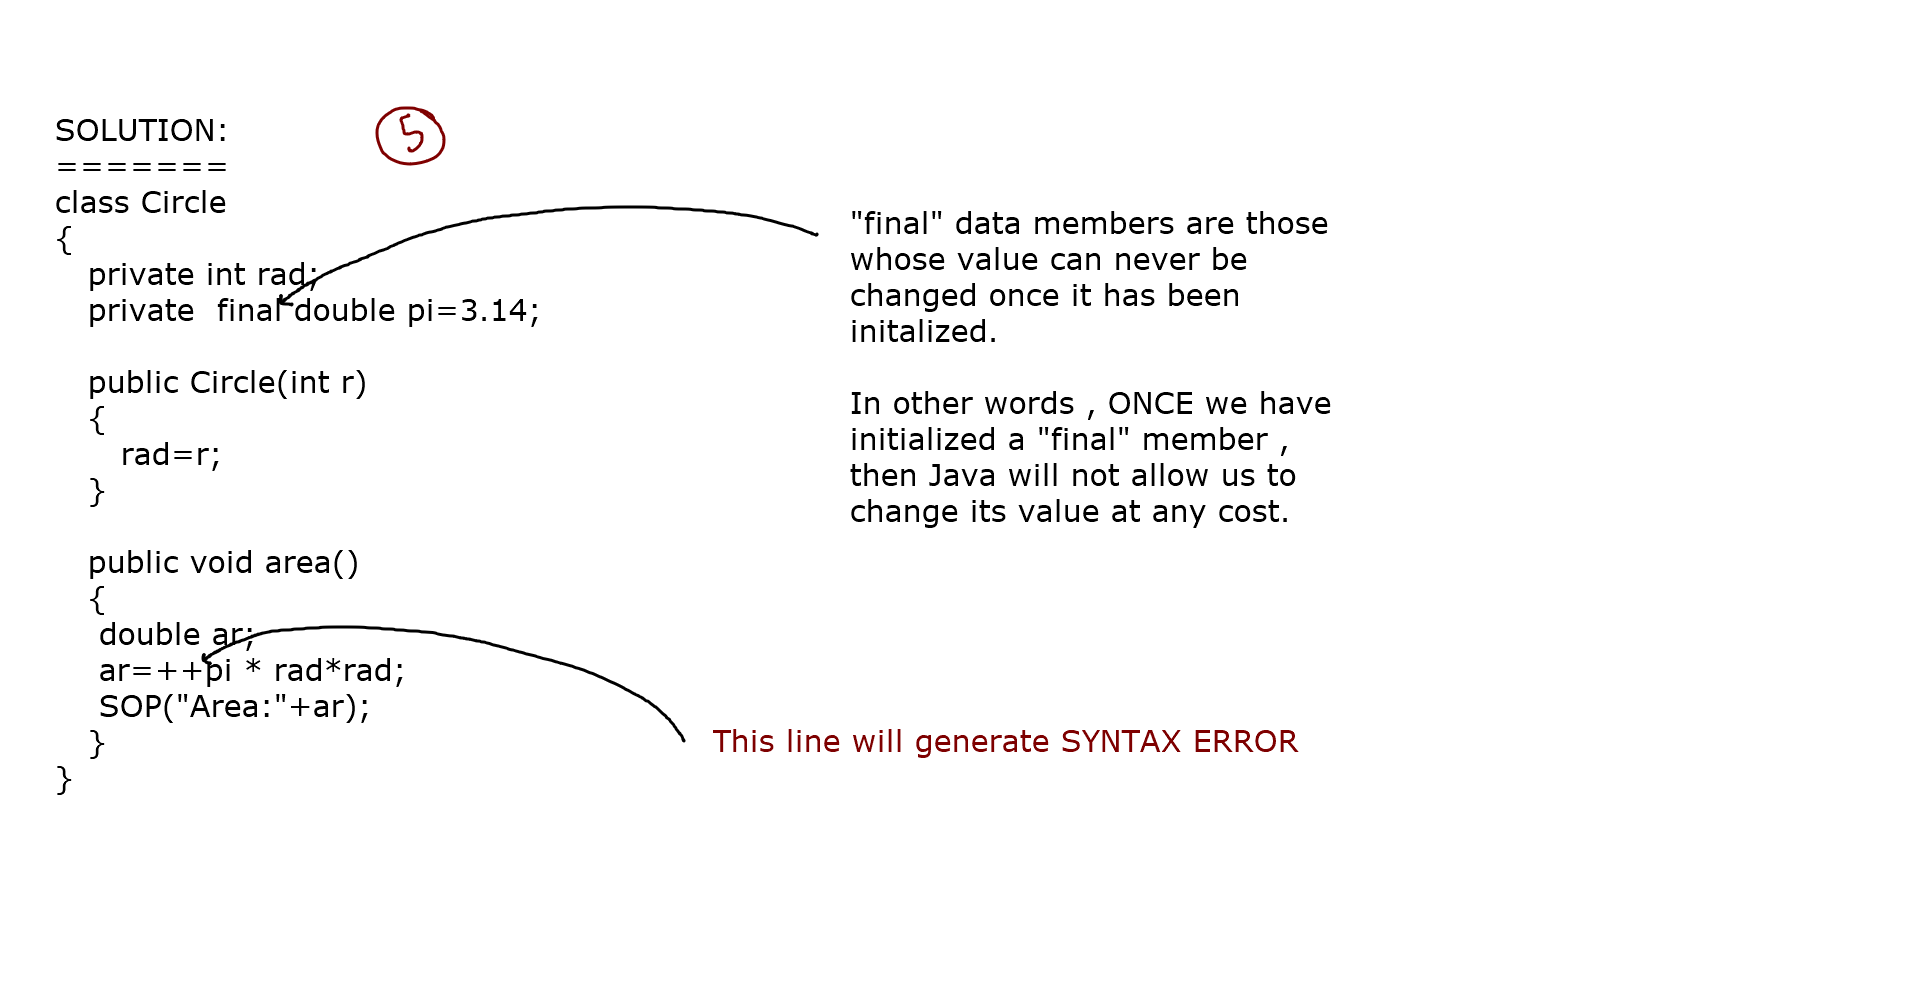 SOLUTION:
=======
class Circle
{
private int rad;
private  final double pi=3.14;
public Circle(int r)
{
rad=r;
}
public void area()
{
double ar;
ar=++pi * rad*rad;
SOP("Area:"+ar);
}
}
5
"final" data members are those
whose value can never be
changed once it has been
initalized.
In other words , ONCE we have
initialized a "final" member ,
then Java will not allow us to
change its value at any cost.
This line will generate SYNTAX ERROR